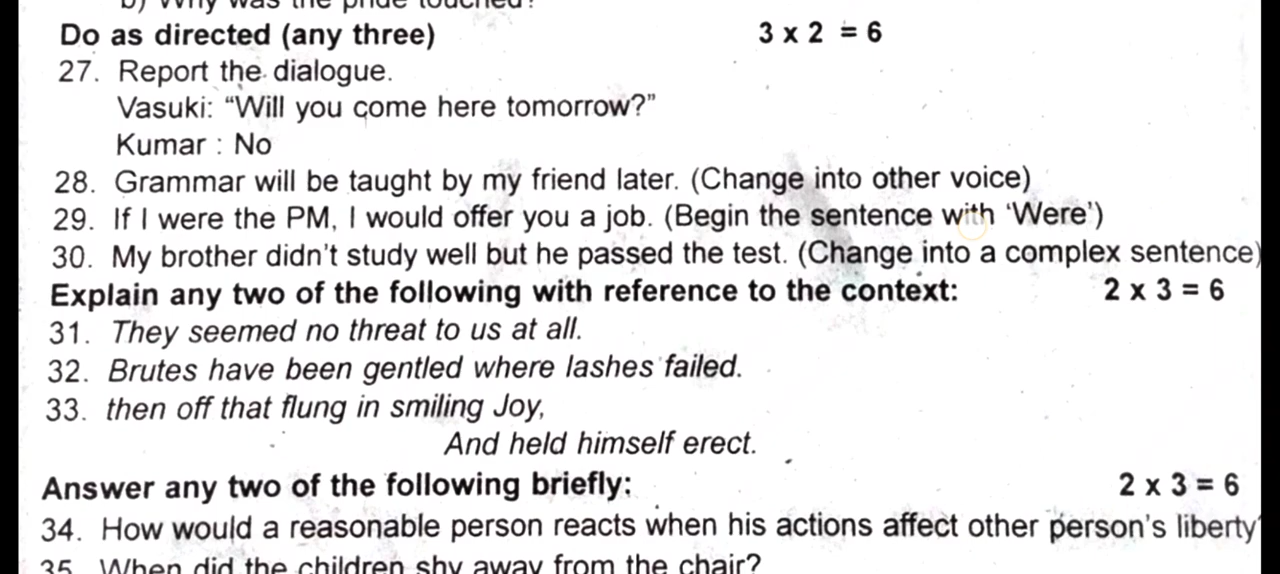 b) Why was the pride touched?
Do as directed (any three) 3 x 2 = 6
27. Report the dialogue.
Vasuki: “Will you come here tomorrow?”
Kumar : No
28. Grammar will be taught by my friend later. (Change into other voice)
29. If I were the PM, I would offer you a job. (Begin the sentence with ‘Were’)
30. My brother didn’t study well but he passed the test. (Change into a complex sentence)
Explain any two of the following with reference to the context: 2 x 3 = 6
31. They seemed no threat to us at all.
32. Brutes have been gentled where lashes failed.
33. then off that flung in smiling Joy,
And held himself erect.
Answer any two of the following briefly: 2 x 3 = 6
34. How would a reasonable person reacts when his actions affect other person’s liberty
35. When did the children shy away from the chair?